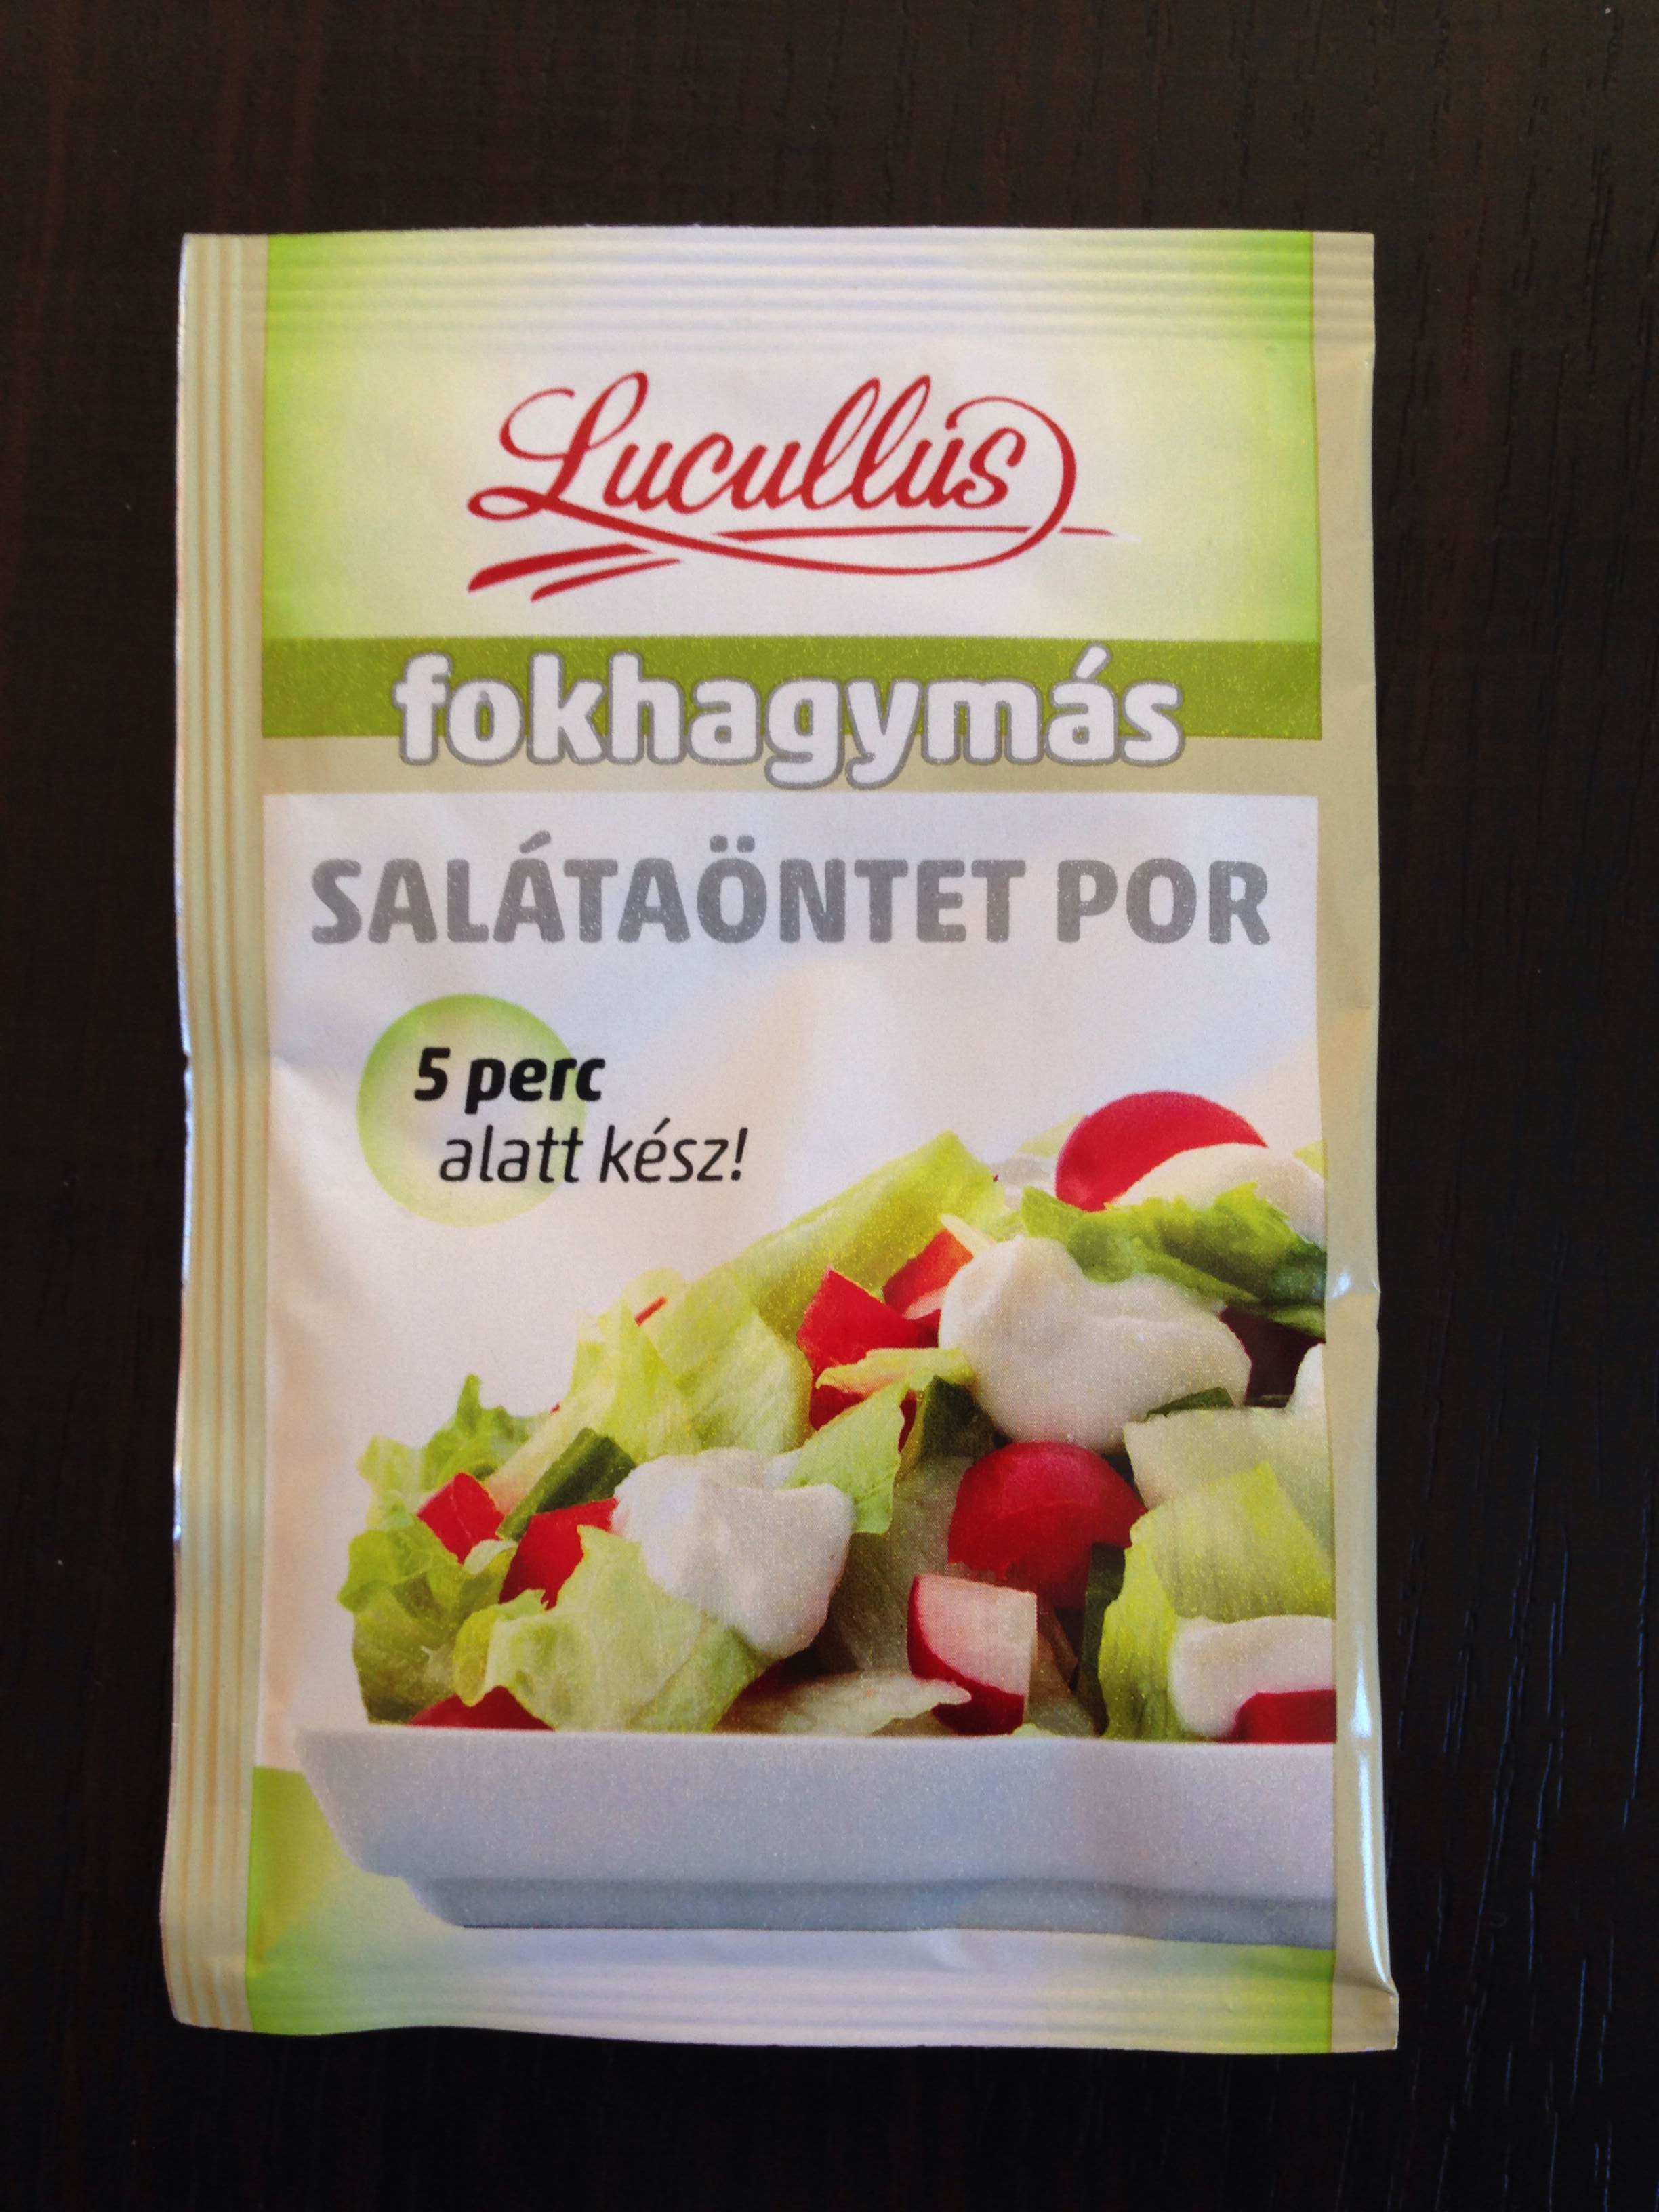 Lucullus
fokhagymás
SALÁTAÖNTET POR
5 perc
alatt kész!